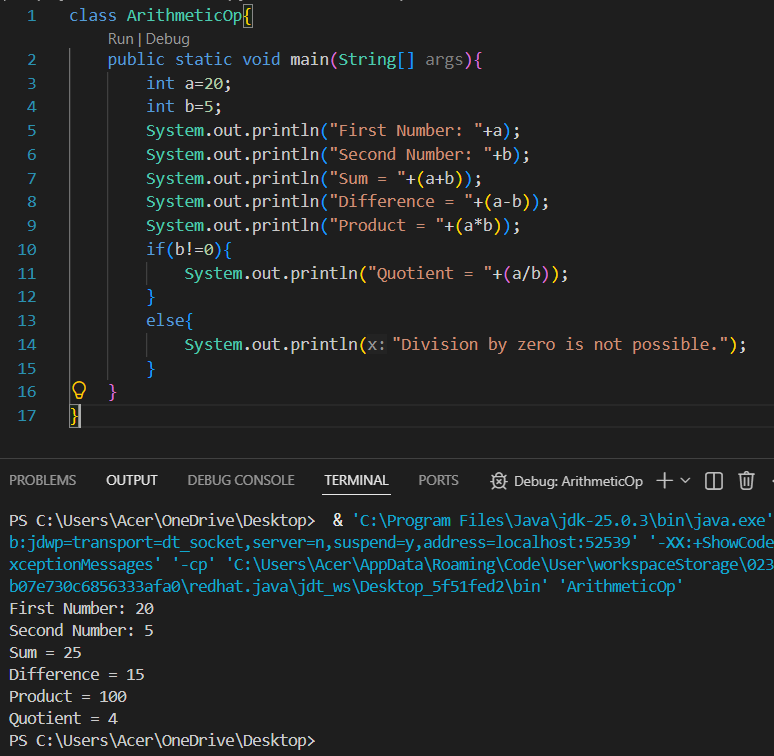 1 class ArithmeticOp{
Run | Debug
2 public static void main(String[] args){
3 int a=20;
4 int b=5;
5 System.out.println("First Number: "+a);
6 System.out.println("Second Number: "+b);
7 System.out.println("Sum = "+(a+b));
8 System.out.println("Difference = "+(a-b));
9 System.out.println("Product = "+(a*b));
10 if(b!=0){
11 System.out.println("Quotient = "+(a/b));
12 }
13 else{
14 System.out.println(x: "Division by zero is not possible.");
15 }
16 }
17 }
PROBLEMS OUTPUT DEBUG CONSOLE TERMINAL PORTS Debug: ArithmeticOp
PS C:\Users\Acer\OneDrive\Desktop>  & 'C:\Program Files\Java\jdk-25.0.3\bin\java.exe'
b:jdwp=transport=dt_socket,server=n,suspend=y,address=localhost:52539' '-XX:+ShowCode
xceptionMessages' '-cp' 'C:\Users\Acer\AppData\Roaming\Code\User\workspaceStorage\023
b07e730c6856333afa0\redhat.java\jdt_ws\Desktop_5f51fed2\bin' 'ArithmeticOp'
First Number: 20
Second Number: 5
Sum = 25
Difference = 15
Product = 100
Quotient = 4
PS C:\Users\Acer\OneDrive\Desktop>